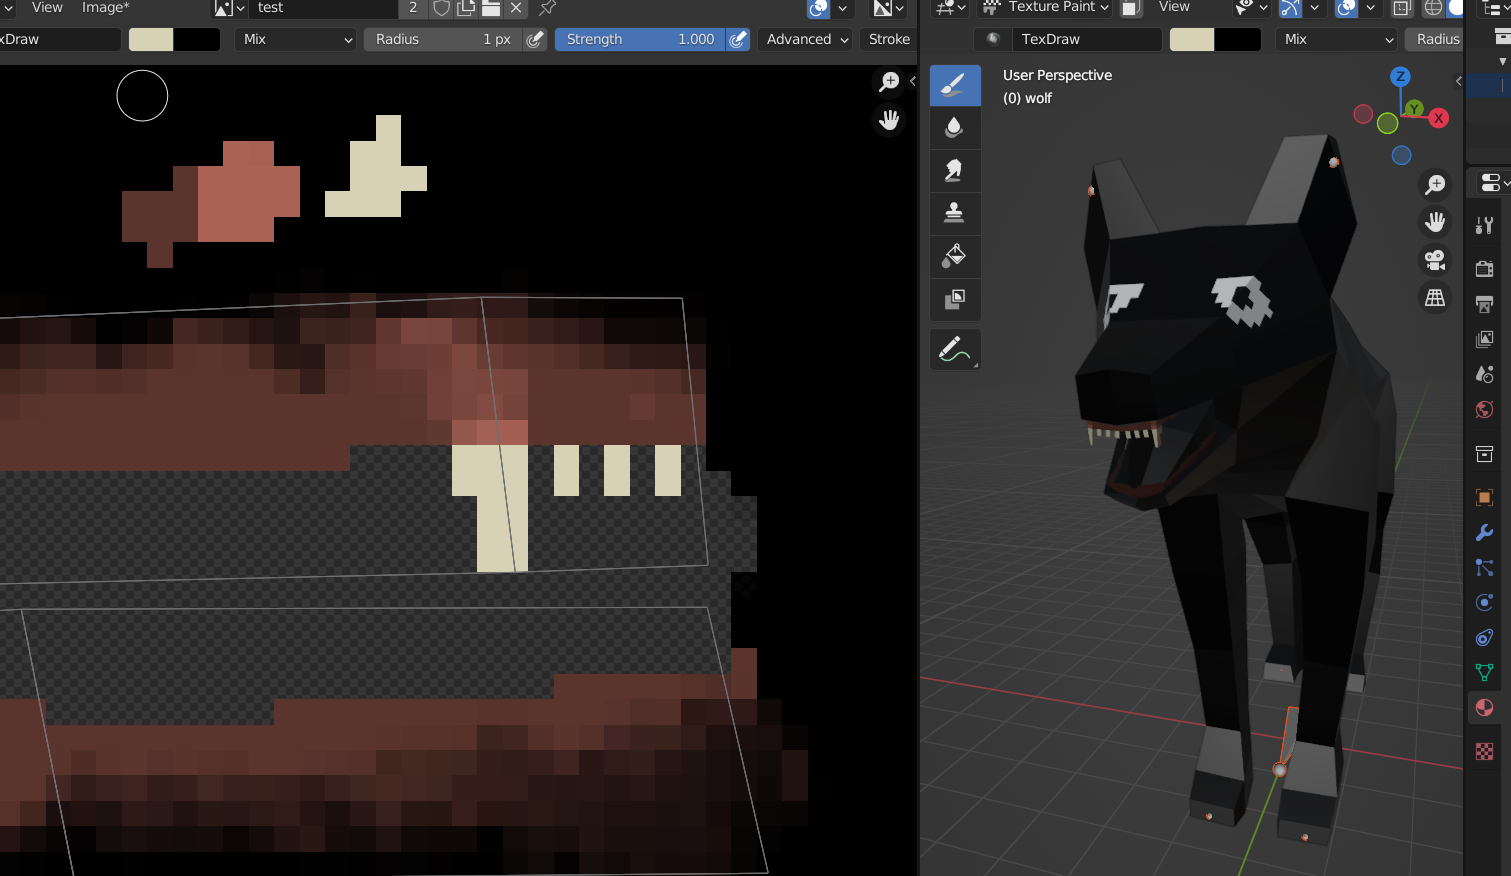 View Image* test 2
xDraw Mix Radius 1 px Strength 1.000 Advanced Stroke
Texture Paint View
TexDraw Mix Radius
User Perspective
(0) wolf
Z
Y
X